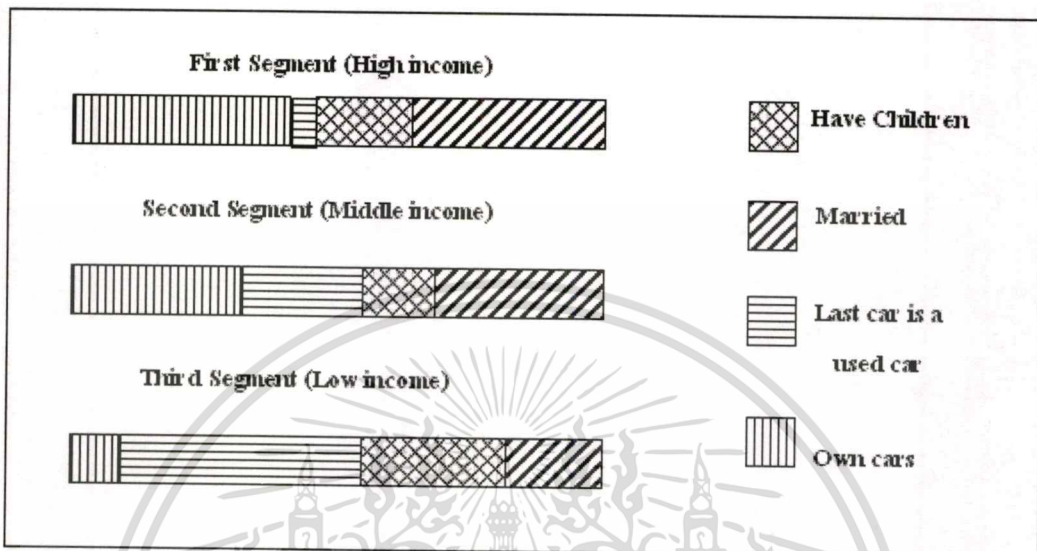 First Segment (High income)
Have Children
Second Segment (Middle income)
Married
Last car is a
used car
Third Segment (Low income)
Own cars